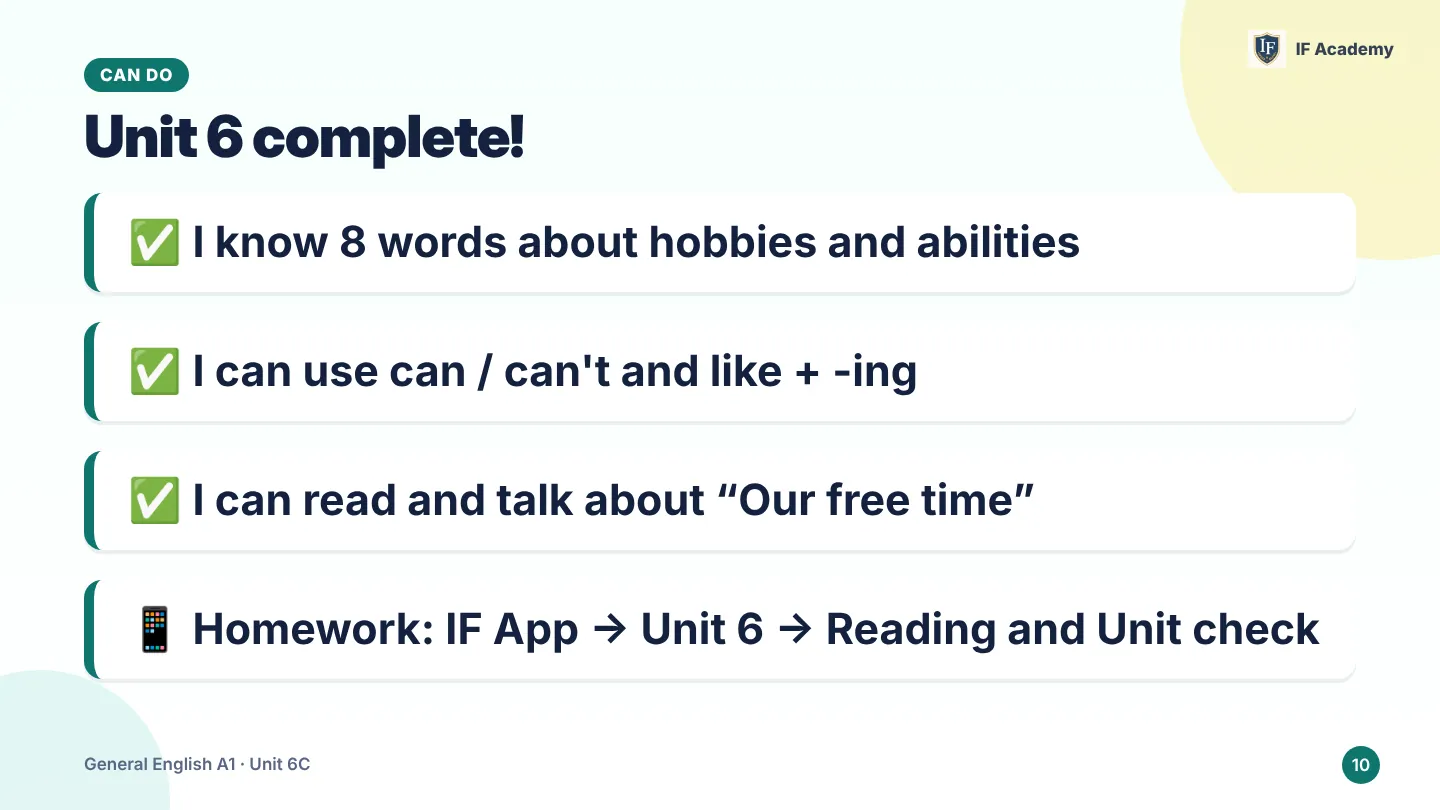 IF Academy
CAN DO
Unit 6 complete!
✅ I know 8 words about hobbies and abilities
✅ I can use can / can't and like + -ing
✅ I can read and talk about “Our free time”
📱 Homework: IF App → Unit 6 → Reading and Unit check
General English A1 · Unit 6C
10